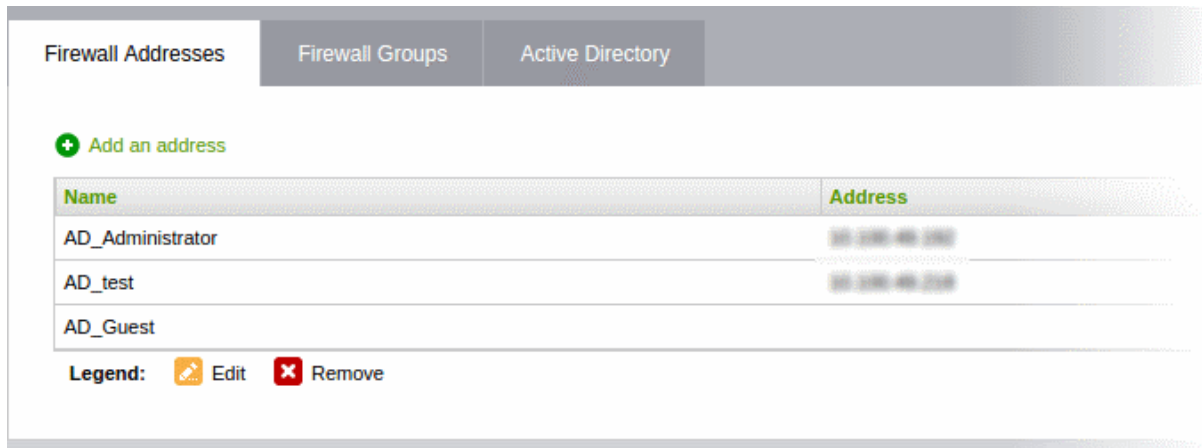 Firewall Addresses Firewall Groups Active Directory
Add an address
Name Address
AD_Administrator
AD_test
AD_Guest
Legend: Edit Remove